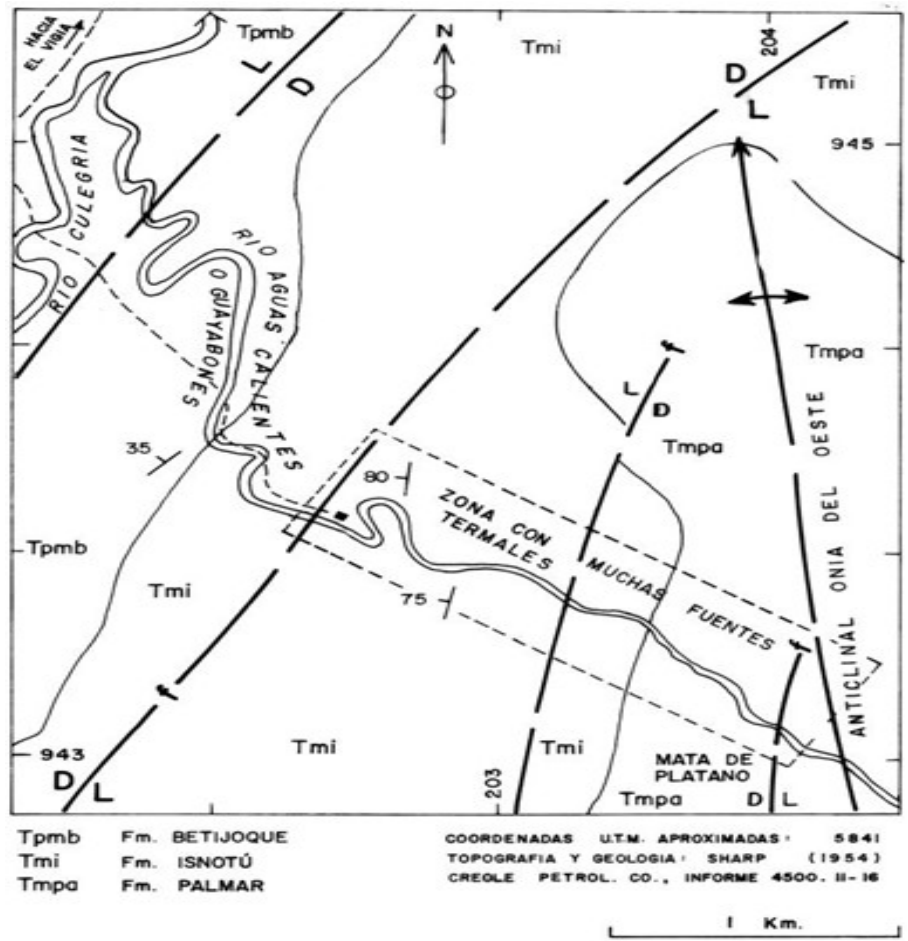 HACIA
EL VIGIA
Tpmb
L
D
N
Tmi
D
L
204
Tmi
945
RIO
CULEGRIA
RIO AGUAS CALIENTES
O GUAYABONES
Tmpa
f
L
D
Tmpa
35
80
ZONA CON MUCHAS FUENTES
TERMALES
ANTICLINAL ONIA DEL OESTE
Tpmb
Tmi
75
f
f
943
D
L
Tmi
203
Tmi
MATA DE
PLATANO
Tmpa
D
L
Tpmb Fm. BETIJOQUE
Tmi Fm. ISNOTÚ
Tmpa Fm. PALMAR
COORDENADAS U.T.M. APROXIMADAS: 5841
TOPOGRAFIA Y GEOLOGIA: SHARP (1954)
CREOLE PETROL. CO., INFORME 4500. II-16
1 Km.